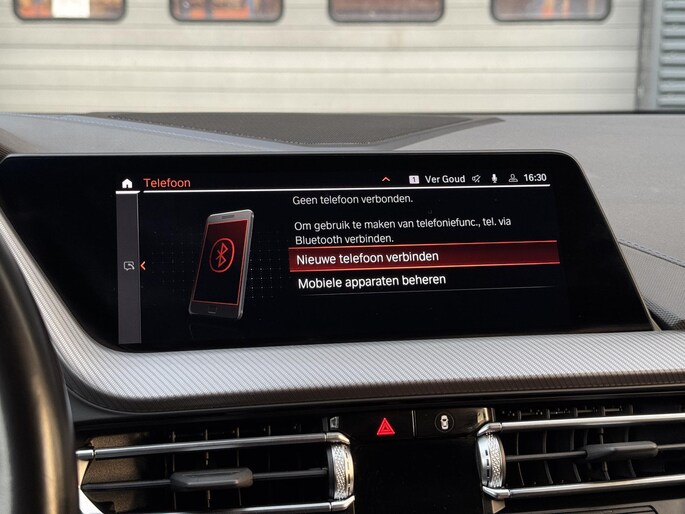 Telefoon
1 Ver Goud 16:30
Geen telefoon verbonden.
Om gebruik te maken van telefoniefunc., tel. via
Bluetooth verbinden.
Nieuwe telefoon verbinden
Mobiele apparaten beheren